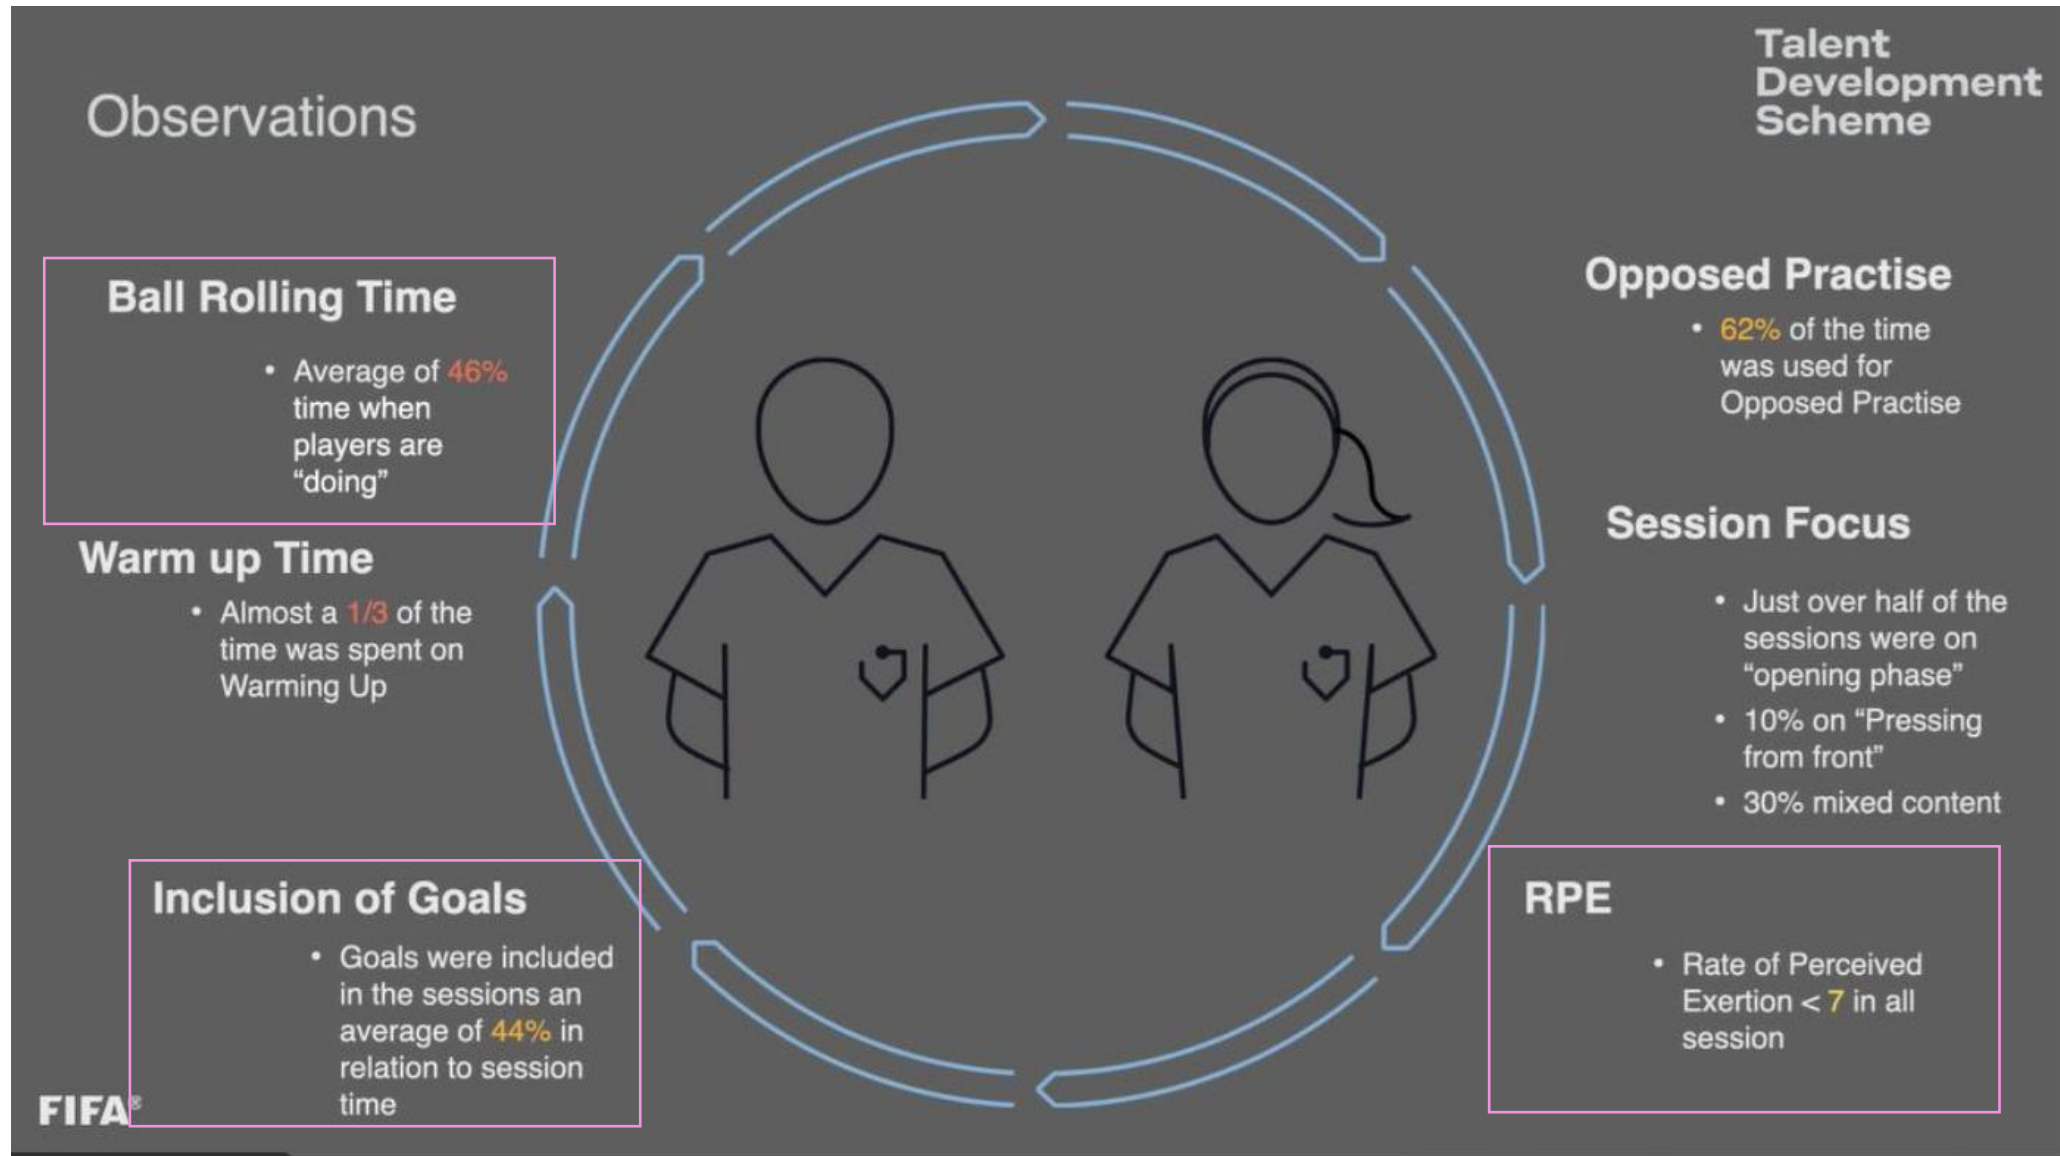 Talent
Development
Scheme
Observations
Ball Rolling Time
• Average of 46%
time when
players are
“doing”
Warm up Time
• Almost a 1/3 of the
time was spent on
Warming Up
Inclusion of Goals
• Goals were included
in the sessions an
average of 44% in
relation to session
time
Opposed Practise
• 62% of the time
was used for
Opposed Practise
Session Focus
• Just over half of the
sessions were on
“opening phase”
• 10% on “Pressing
from front”
• 30% mixed content
RPE
• Rate of Perceived
Exertion < 7 in all
session
FIFA®